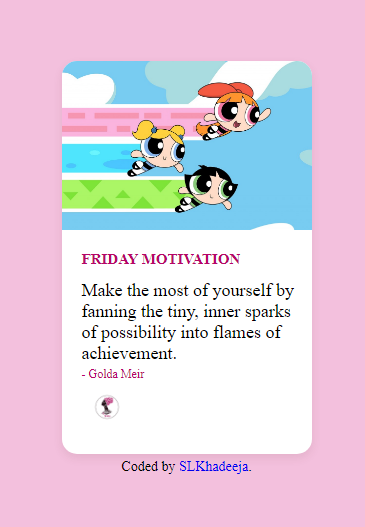 FRIDAY MOTIVATION
Make the most of yourself by
fanning the tiny, inner sparks
of possibility into flames of
achievement.
- Golda Meir
Coded by SLKhadeeja.